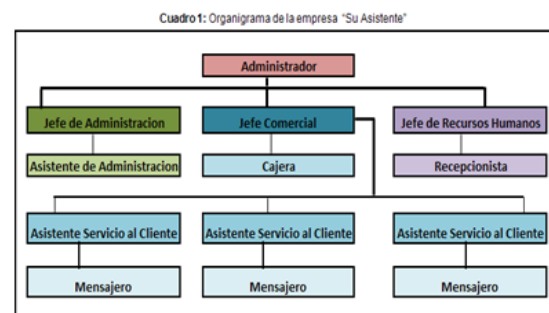 Cuadro 1: Organigrama de la empresa "Su Asistente"
Administrador
Jefe de Administracion
Jefe Comercial
Jefe de Recursos Humanos
Asistente de Administracion
Cajera
Recepcionista
Asistente Servicio al Cliente
Asistente Servicio al Cliente
Asistente Servicio al Cliente
Mensajero
Mensajero
Mensajero